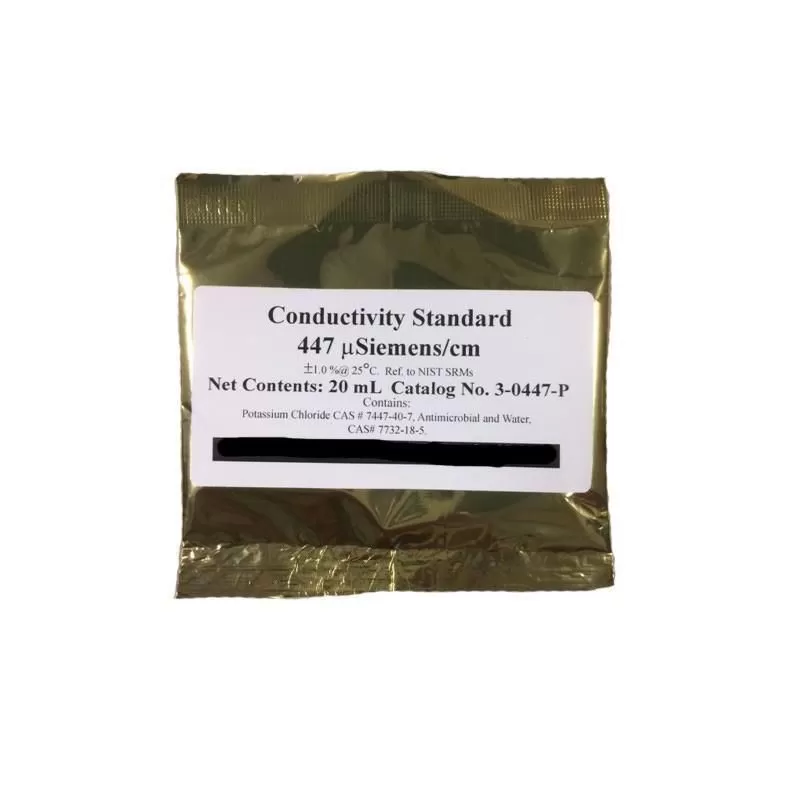 Conductivity Standard
447 µSiemens/cm
±1.0 %@ 25°C. Ref. to NIST SRMs
Net Contents: 20 mL Catalog No. 3-0447-P
Contains:
Potassium Chloride CAS # 7447-40-7, Antimicrobial and Water,
CAS# 7732-18-5.